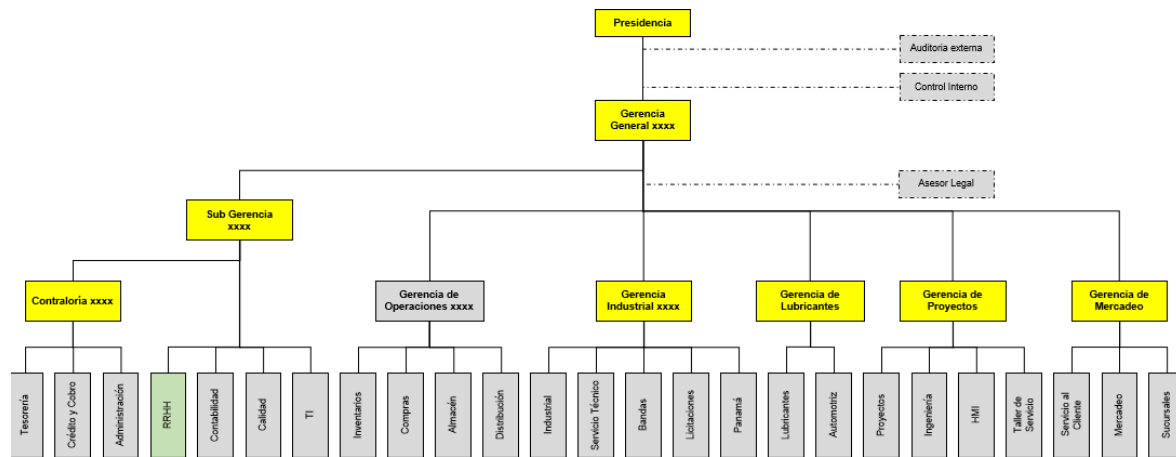 Presidencia
Auditoria externa
Control Interno
Gerencia
General xxxx
Asesor Legal
Sub Gerencia
xxxx
Contraloría xxxx
Gerencia de
Operaciones xxxx
Gerencia
Industrial xxxx
Gerencia de
Lubricantes
Gerencia de
Proyectos
Gerencia de
Mercadeo
Tesorería
Crédito y Cobro
Administración
RRHH
Contabilidad
Calidad
TI
Inventarios
Compras
Almacén
Distribución
Industrial
Servicio Técnico
Bandas
Licitaciones
Panamá
Lubricantes
Automotriz
Proyectos
Ingeniería
HMI
Taller de
Servicio
Servicio al
Cliente
Mercadeo
Sucursales